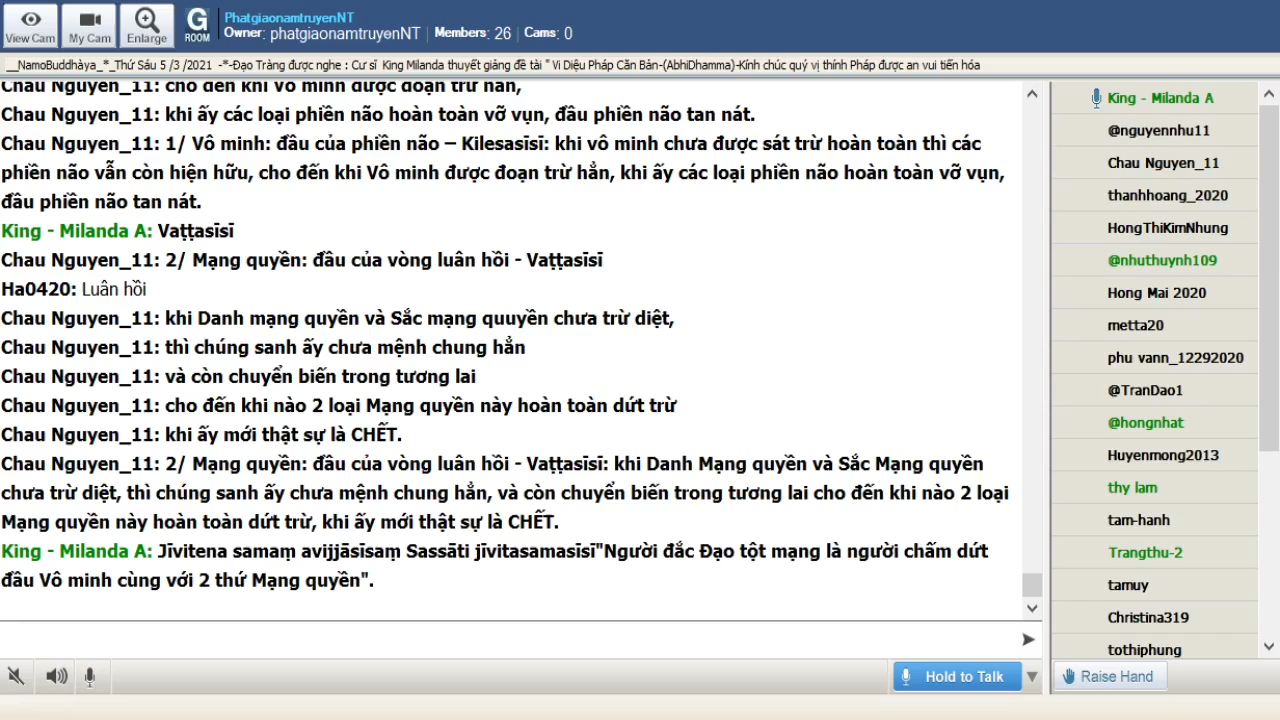 View Cam
My Cam
Enlarge
G
ROOM
PhatgiaonamtruyenNT
Owner: phatgiaonamtruyenNT | Members: 26 | Cams: 0
__NamoBuddhàya_*_Thứ Sáu 5 /3 /2021 -*-Đạo Tràng được nghe : Cư sĩ King Milanda thuyết giảng đề tài " Vi Diệu Pháp Căn Bản-(AbhiDhamma)-Kính chúc quý vị thính Pháp được an vui tiến hóa
Chau Nguyen_11: cho đến khi Vô minh được đoạn trừ hẳn,
Chau Nguyen_11: khi ấy các loại phiền não hoàn toàn vỡ vụn, đầu phiền não tan nát.
Chau Nguyen_11: 1/ Vô minh: đầu của phiền não – Kilesasīsī: khi vô minh chưa được sát trừ hoàn toàn thì các
phiền não vẫn còn hiện hữu, cho đến khi Vô minh được đoạn trừ hẳn, khi ấy các loại phiền não hoàn toàn vỡ vụn,
đầu phiền não tan nát.
King - Milanda A: Vaṭṭasīsī
Chau Nguyen_11: 2/ Mạng quyền: đầu của vòng luân hồi - Vaṭṭasīsī
Ha0420: Luân hồi
Chau Nguyen_11: khi Danh mạng quyền và Sắc mạng quuyền chưa trừ diệt,
Chau Nguyen_11: thì chúng sanh ấy chưa mệnh chung hẳn
Chau Nguyen_11: và còn chuyển biến trong tương lai
Chau Nguyen_11: cho đến khi nào 2 loại Mạng quyền này hoàn toàn dứt trừ
Chau Nguyen_11: khi ấy mới thật sự là CHẾT.
Chau Nguyen_11: 2/ Mạng quyền: đầu của vòng luân hồi - Vaṭṭasīsī: khi Danh Mạng quyền và Sắc Mạng quyền
chưa trừ diệt, thì chúng sanh ấy chưa mệnh chung hẳn, và còn chuyển biến trong tương lai cho đến khi nào 2 loại
Mạng quyền này hoàn toàn dứt trừ, khi ấy mới thật sự là CHẾT.
King - Milanda A: Jīvitena samaṃ avijjāsīsaṃ Sassāti jīvitasamasīsī"Người đắc Đạo tột mạng là người chấm dứt
đầu Vô minh cùng với 2 thứ Mạng quyền".
King - Milanda A
@nguyennhu11
Chau Nguyen_11
thanhhoang_2020
HongThiKimNhung
@nhuthuynh109
Hong Mai 2020
metta20
phu vann_12292020
@TranDao1
@hongnhat
Huyenmong2013
thy lam
tam-hanh
Trangthu-2
tamuy
Christina319
tothiphung
Hold to Talk
Raise Hand